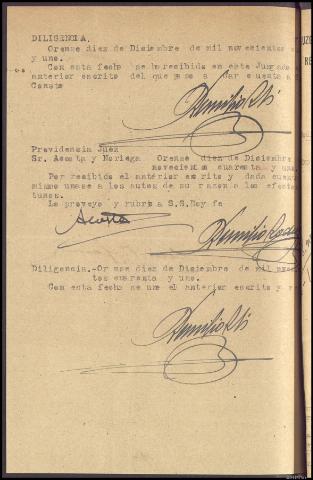 DILIGENCIA.
Orense diez de Diciembre de mil novecientos
y uno.
Con esta fecha se ha recibido en este Juzgado
anterior escrito del que paso a dar cuenta a
Consta
Providencia Juez
Sr. Acosta y Noriega Orense diez de Diciembre
novecientos cuarenta y uno.
Por recibido el anterior escrito y dada cuen
mismo unase a los autos de su razon a los efectos
tunos.
Lo proveyo y rubrica S.S. Doy fe
Acosta
Diligencia.-Orense diez de Diciembre de mil nove
tos cuarenta y uno.
Con esta fecha se une el anterior escrito y